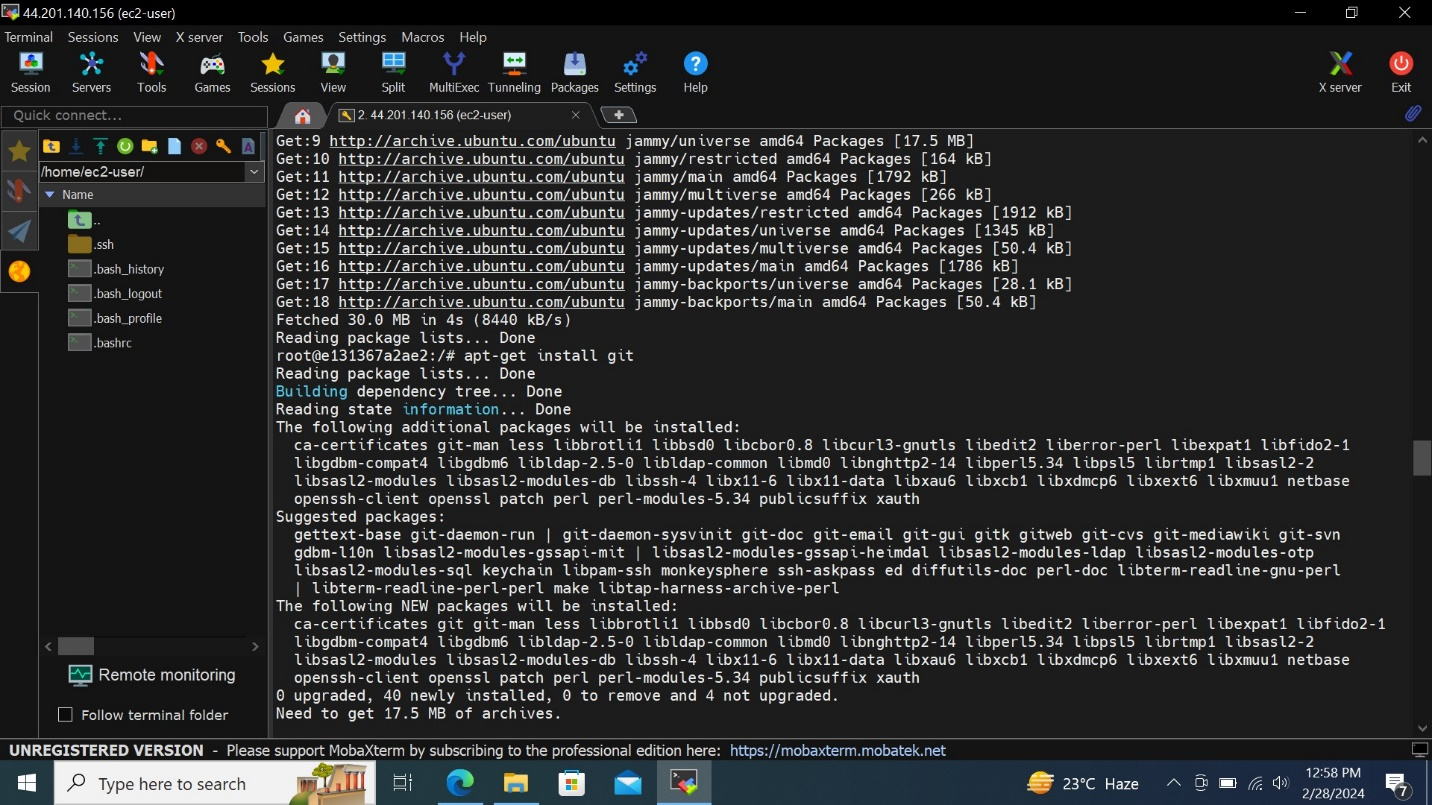 44.201.140.156 (ec2-user)
Terminal Sessions View X server Tools Games Settings Macros Help
Session Servers Tools Games Sessions View Split MultiExec Tunneling Packages Settings Help X server Exit
Quick connect...
2. 44.201.140.156 (ec2-user)
/home/ec2-user/
Name
..
.ssh
.bash_history
.bash_logout
.bash_profile
.bashrc
Remote monitoring
Follow terminal folder
Get:9 http://archive.ubuntu.com/ubuntu jammy/universe amd64 Packages [17.5 MB]
Get:10 http://archive.ubuntu.com/ubuntu jammy/restricted amd64 Packages [164 kB]
Get:11 http://archive.ubuntu.com/ubuntu jammy/main amd64 Packages [1792 kB]
Get:12 http://archive.ubuntu.com/ubuntu jammy/multiverse amd64 Packages [266 kB]
Get:13 http://archive.ubuntu.com/ubuntu jammy-updates/restricted amd64 Packages [1912 kB]
Get:14 http://archive.ubuntu.com/ubuntu jammy-updates/universe amd64 Packages [1345 kB]
Get:15 http://archive.ubuntu.com/ubuntu jammy-updates/multiverse amd64 Packages [50.4 kB]
Get:16 http://archive.ubuntu.com/ubuntu jammy-updates/main amd64 Packages [1786 kB]
Get:17 http://archive.ubuntu.com/ubuntu jammy-backports/universe amd64 Packages [28.1 kB]
Get:18 http://archive.ubuntu.com/ubuntu jammy-backports/main amd64 Packages [50.4 kB]
Fetched 30.0 MB in 4s (8440 kB/s)
Reading package lists... Done
root@e131367a2ae2:/# apt-get install git
Reading package lists... Done
Building dependency tree... Done
Reading state information... Done
The following additional packages will be installed:
ca-certificates git-man less libbrotli1 libbsd0 libcbor0.8 libcurl3-gnutls libedit2 liberror-perl libexpat1 libfido2-1
libgdbm-compat4 libgdbm6 libldap-2.5-0 libldap-common libmd0 libnghttp2-14 libperl5.34 libpsl5 librtmp1 libsasl2-2
libsasl2-modules libsasl2-modules-db libssh-4 libx11-6 libx11-data libxau6 libxcb1 libxdmcp6 libxext6 libxmuu1 netbase
openssh-client openssl patch perl perl-modules-5.34 publicsuffix xauth
Suggested packages:
gettext-base git-daemon-run | git-daemon-sysvinit git-doc git-email git-gui gitk gitweb git-cvs git-mediawiki git-svn
gdbm-l10n libsasl2-modules-gssapi-mit | libsasl2-modules-gssapi-heimdal libsasl2-modules-ldap libsasl2-modules-otp
libsasl2-modules-sql keychain libpam-ssh monkeysphere ssh-askpass ed diffutils-doc perl-doc libterm-readline-gnu-perl
| libterm-readline-perl-perl make libtap-harness-archive-perl
The following NEW packages will be installed:
ca-certificates git git-man less libbrotli1 libbsd0 libcbor0.8 libcurl3-gnutls libedit2 liberror-perl libexpat1 libfido2-1
libgdbm-compat4 libgdbm6 libldap-2.5-0 libldap-common libmd0 libnghttp2-14 libperl5.34 libpsl5 librtmp1 libsasl2-2
libsasl2-modules libsasl2-modules-db libssh-4 libx11-6 libx11-data libxau6 libxcb1 libxdmcp6 libxext6 libxmuu1 netbase
openssh-client openssl patch perl perl-modules-5.34 publicsuffix xauth
0 upgraded, 40 newly installed, 0 to remove and 4 not upgraded.
Need to get 17.5 MB of archives.
UNREGISTERED VERSION - Please support MobaXterm by subscribing to the professional edition here: https://mobaxterm.mobatek.net
Type here to search
23°C Haze
12:58 PM
2/28/2024
7